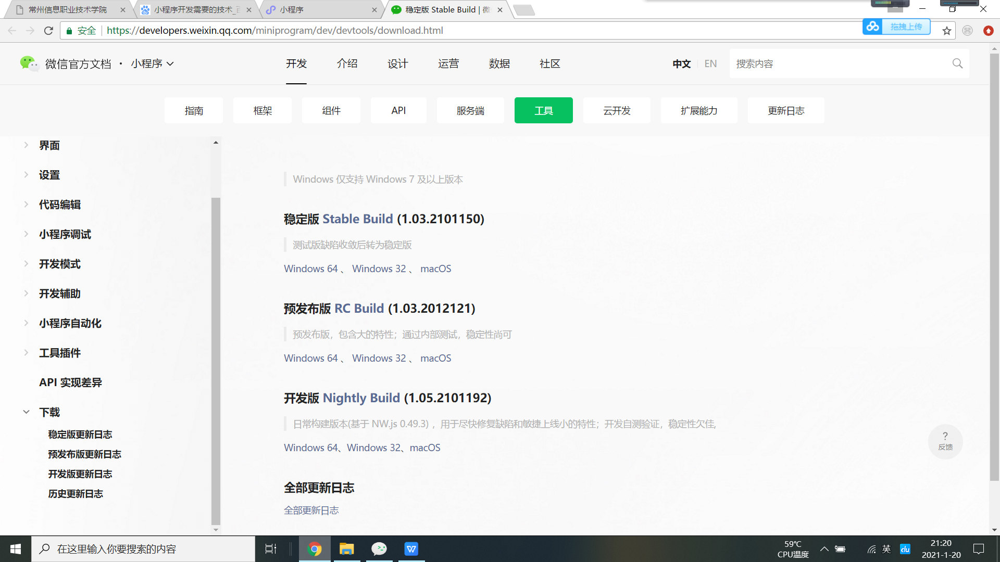 常州信息职业技术学院
小程序开发需要的技术_百
小程序
稳定版 Stable Build | 微
安全
https://developers.weixin.qq.com/miniprogram/dev/devtools/download.html
拖拽上传
微信官方文档 · 小程序
开发 介绍 设计 运营 数据 社区
中文 EN
搜索内容
指南 框架 组件 API 服务端 工具 云开发 扩展能力 更新日志
界面
设置
代码编辑
小程序调试
开发模式
开发辅助
小程序自动化
工具插件
API 实现差异
下载
稳定版更新日志
预发布版更新日志
开发版更新日志
历史更新日志
Windows 仅支持 Windows 7 及以上版本
稳定版 Stable Build (1.03.2101150)
测试版缺陷收敛后转为稳定版
Windows 64 、 Windows 32 、 macOS
预发布版 RC Build (1.03.2012121)
预发布版，包含大的特性；通过内部测试，稳定性尚可
Windows 64 、 Windows 32 、 macOS
开发版 Nightly Build (1.05.2101192)
日常构建版本(基于 NW.js 0.49.3) ，用于尽快修复缺陷和敏捷上线小的特性；开发自测验证，稳定性欠佳,
Windows 64、Windows 32、macOS
全部更新日志
全部更新日志
?
反馈
在这里输入你要搜索的内容
59℃
CPU温度
英
du
21:20
2021-1-20